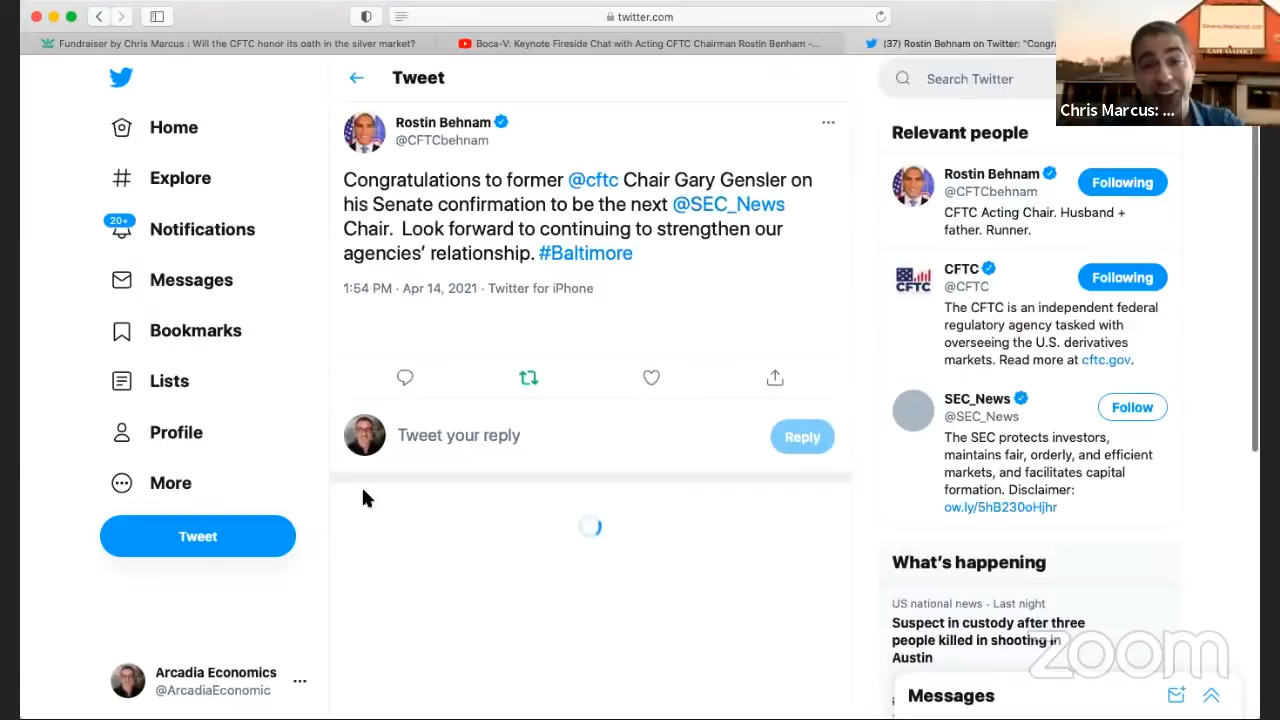 twitter.com
Fundraiser by Chris Marcus : Will the CFTC honor its oath in the silver market?
Boca-V: Keynote Fireside Chat with Acting CFTC Chairman Rostin Benham -...
(37) Rostin Behnam on Twitter: "Congra
Chris Marcus: ...
Home
Explore
20+
Notifications
Messages
Bookmarks
Lists
Profile
More
Tweet
Arcadia Economics
@ArcadiaEconomic
Tweet
Rostin Behnam
@CFTCbehnam
Congratulations to former @cftc Chair Gary Gensler on
his Senate confirmation to be the next @SEC_News
Chair. Look forward to continuing to strengthen our
agencies’ relationship. #Baltimore
1:54 PM · Apr 14, 2021 · Twitter for iPhone
Tweet your reply
Reply
Search Twitter
Relevant people
Rostin Behnam
@CFTCbehnam
Following
CFTC Acting Chair. Husband +
father. Runner.
CFTC
CFTC
@CFTC
Following
The CFTC is an independent federal
regulatory agency tasked with
overseeing the U.S. derivatives
markets. Read more at cftc.gov.
SEC_News
@SEC_News
Follow
The SEC protects investors,
maintains fair, orderly, and efficient
markets, and facilitates capital
formation. Disclaimer:
ow.ly/5hB230oHjhr
What’s happening
US national news · Last night
Suspect in custody after three
people killed in shooting in
Austin
zoom
Messages